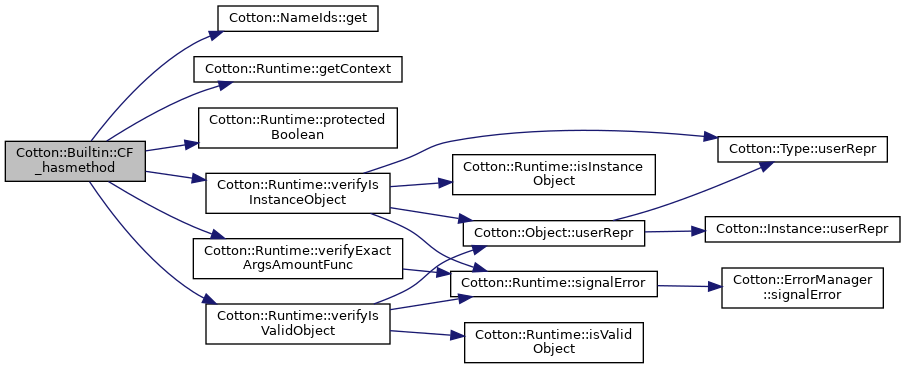 Cotton::Builtin::CF
_hasmethod
Cotton::NameIds::get
Cotton::Runtime::getContext
Cotton::Runtime::protected
Boolean
Cotton::Runtime::verifyIs
InstanceObject
Cotton::Runtime::verifyExact
ArgsAmountFunc
Cotton::Runtime::verifyIs
ValidObject
Cotton::Runtime::isInstance
Object
Cotton::Object::userRepr
Cotton::Runtime::signalError
Cotton::Runtime::isValid
Object
Cotton::Type::userRepr
Cotton::Instance::userRepr
Cotton::ErrorManager
::signalError